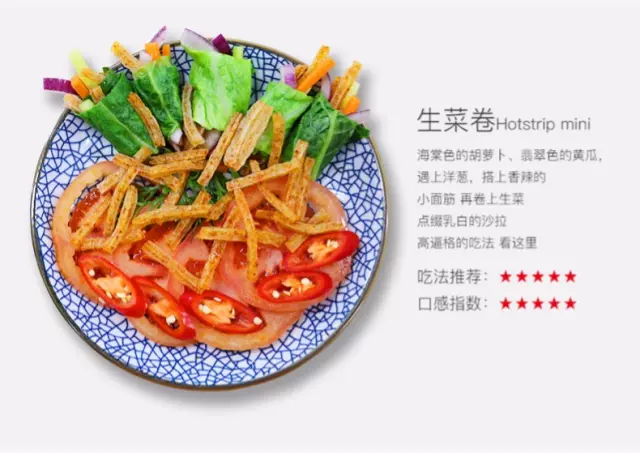 生菜卷Hotstrip mini
海棠色的胡萝卜、翡翠色的黄瓜，
遇上洋葱，搭上香辣的
小面筋 再卷上生菜
点缀乳白的沙拉
高逼格的吃法 看这里
吃法推荐：★★★★★
口感指数：★★★★★